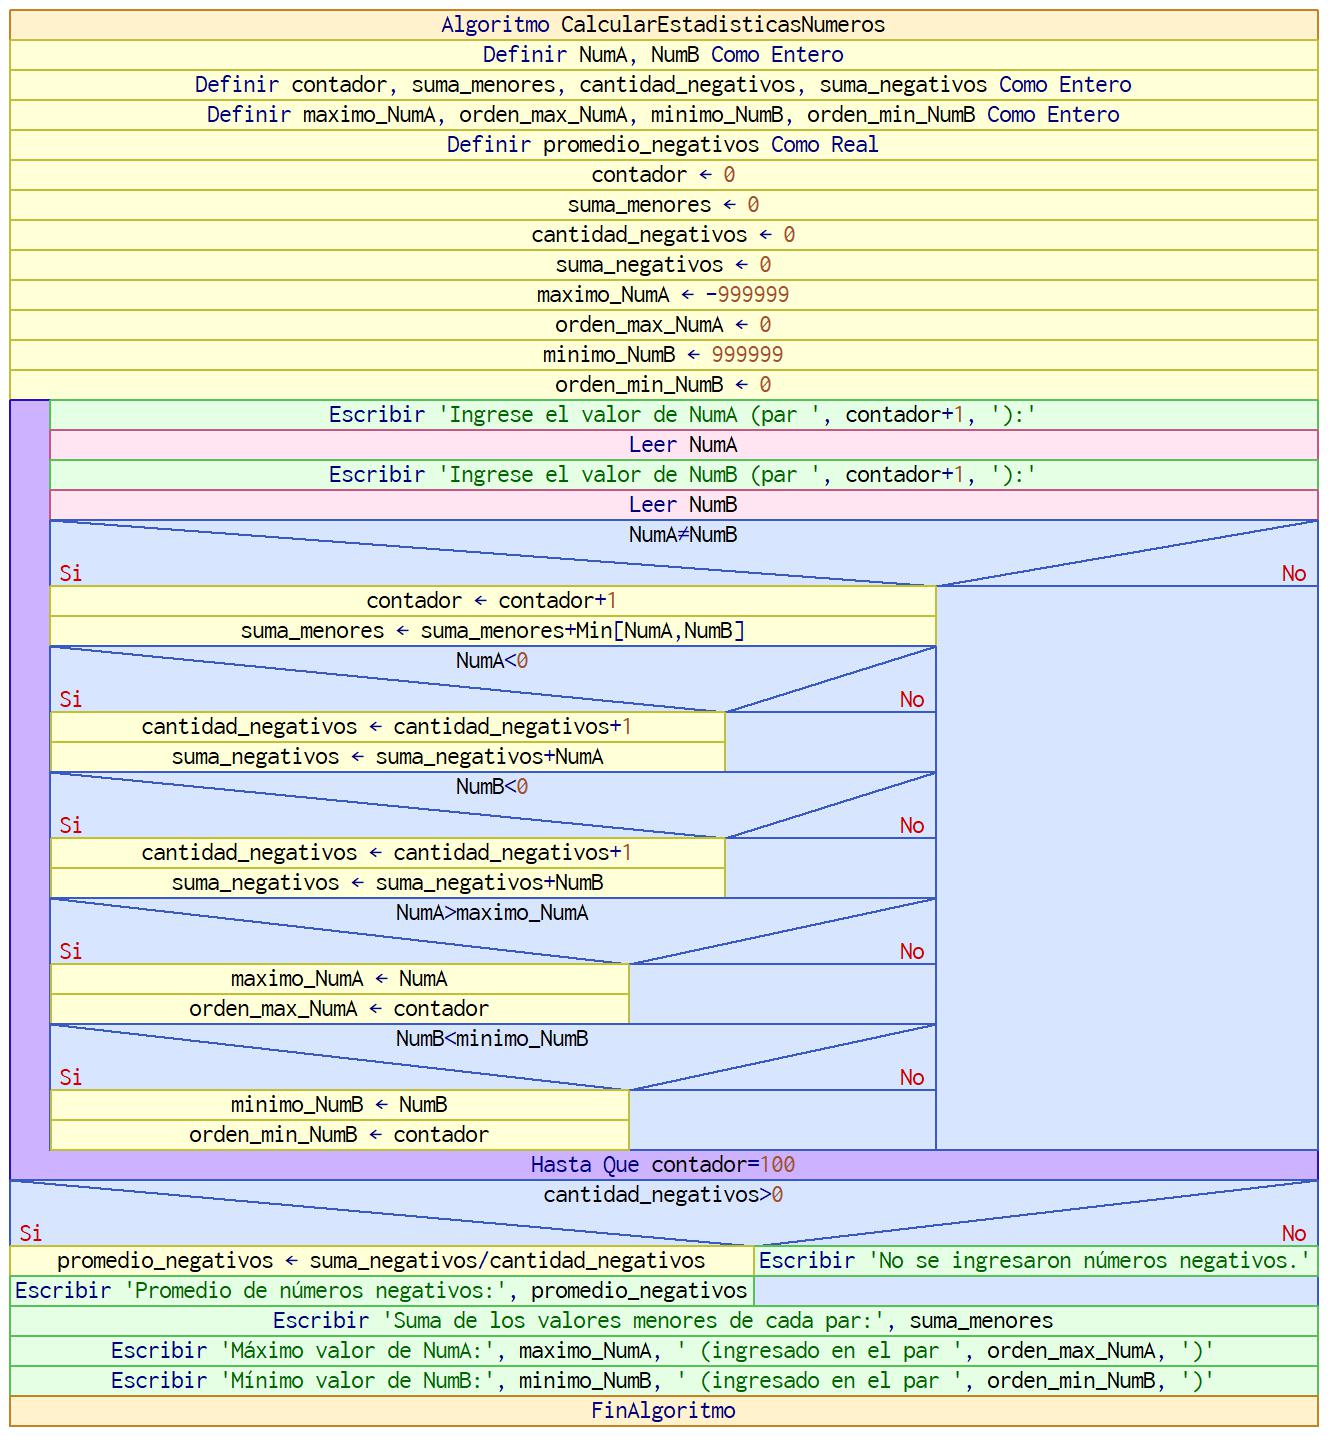 Algoritmo CalcularEstadisticasNumeros
Definir NumA, NumB Como Entero
Definir contador, suma_menores, cantidad_negativos, suma_negativos Como Entero
Definir maximo_NumA, orden_max_NumA, minimo_NumB, orden_min_NumB Como Entero
Definir promedio_negativos Como Real
contador ← 0
suma_menores ← 0
cantidad_negativos ← 0
suma_negativos ← 0
maximo_NumA ← -999999
orden_max_NumA ← 0
minimo_NumB ← 999999
orden_min_NumB ← 0
Escribir 'Ingrese el valor de NumA (par ', contador+1, '):'
Leer NumA
Escribir 'Ingrese el valor de NumB (par ', contador+1, '):'
Leer NumB
NumA≠NumB
Si No
contador ← contador+1
suma_menores ← suma_menores+Min[NumA,NumB]
NumA<0
Si No
cantidad_negativos ← cantidad_negativos+1
suma_negativos ← suma_negativos+NumA
NumB<0
Si No
cantidad_negativos ← cantidad_negativos+1
suma_negativos ← suma_negativos+NumB
NumA>maximo_NumA
Si No
maximo_NumA ← NumA
orden_max_NumA ← contador
NumB<minimo_NumB
Si No
minimo_NumB ← NumB
orden_min_NumB ← contador
Hasta Que contador=100
cantidad_negativos>0
Si No
promedio_negativos ← suma_negativos/cantidad_negativos Escribir 'No se ingresaron números negativos.'
Escribir 'Promedio de números negativos:', promedio_negativos
Escribir 'Suma de los valores menores de cada par:', suma_menores
Escribir 'Máximo valor de NumA:', maximo_NumA, ' (ingresado en el par ', orden_max_NumA, ')'
Escribir 'Mínimo valor de NumB:', minimo_NumB, ' (ingresado en el par ', orden_min_NumB, ')'
FinAlgoritmo